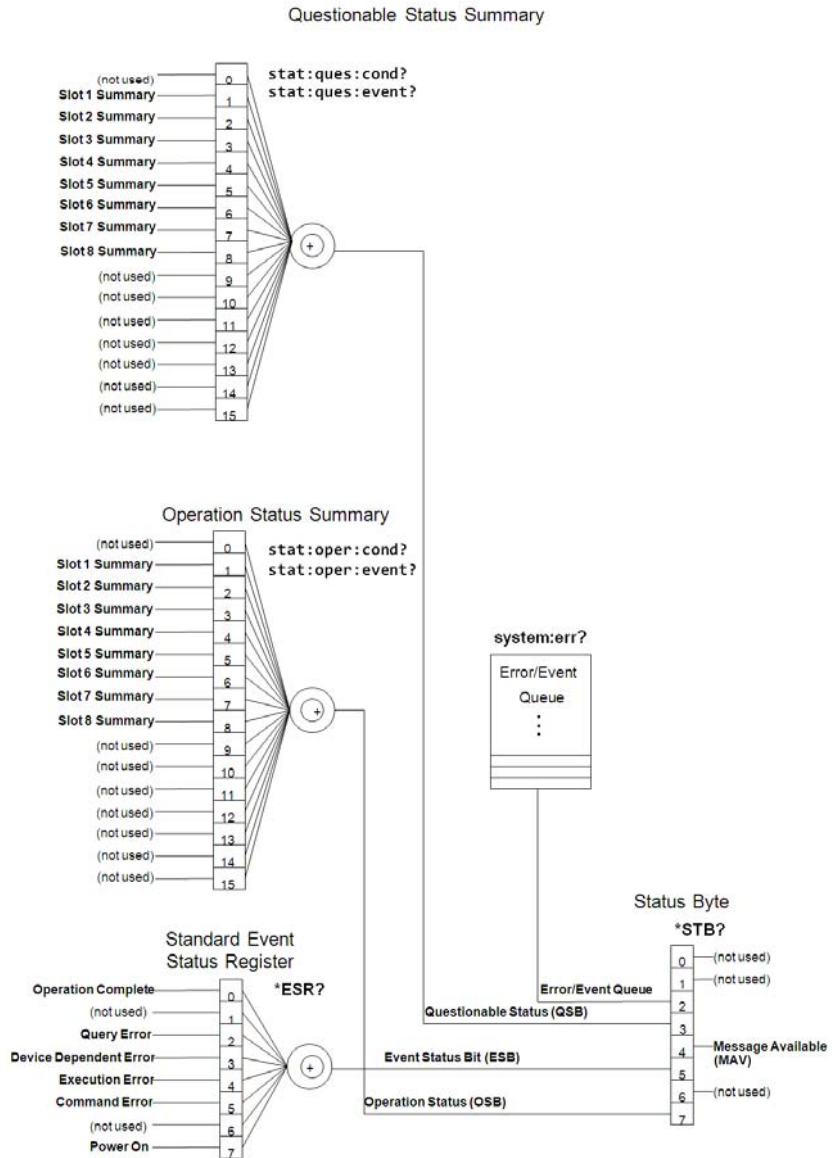 Questionable Status Summary
(not used) 0 stat:ques:cond?
Slot 1 Summary 1 stat:ques:event?
Slot 2 Summary 2
Slot 3 Summary 3
Slot 4 Summary 4
Slot 5 Summary 5
Slot 6 Summary 6
Slot 7 Summary 7
Slot 8 Summary 8
(not used) 9
(not used) 10
(not used) 11
(not used) 12
(not used) 13
(not used) 14
(not used) 15
+
Operation Status Summary
(not used) 0 stat:oper:cond?
Slot 1 Summary 1 stat:oper:event?
Slot 2 Summary 2
Slot 3 Summary 3
Slot 4 Summary 4
Slot 5 Summary 5
Slot 6 Summary 6
Slot 7 Summary 7
Slot 8 Summary 8
(not used) 9
(not used) 10
(not used) 11
(not used) 12
(not used) 13
(not used) 14
(not used) 15
+
system:err?
Error/Event
Queue
Standard Event
Status Register
*ESR?
Operation Complete 0
(not used) 1
Query Error 2
Device Dependent Error 3
Execution Error 4
Command Error 5
(not used) 6
Power On 7
+
Status Byte
*STB?
0 (not used)
1 (not used)
Error/Event Queue 2
Questionable Status (QSB) 3
4 Message Available
(MAV)
Event Status Bit (ESB) 5
6 (not used)
Operation Status (OSB) 7